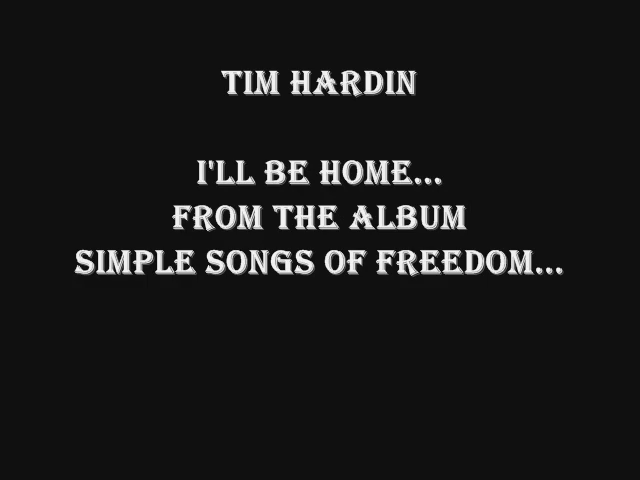 TIM HARDIN
I'LL BE HOME...
FROM THE ALBUM
SIMPLE SONGS OF FREEDOM...